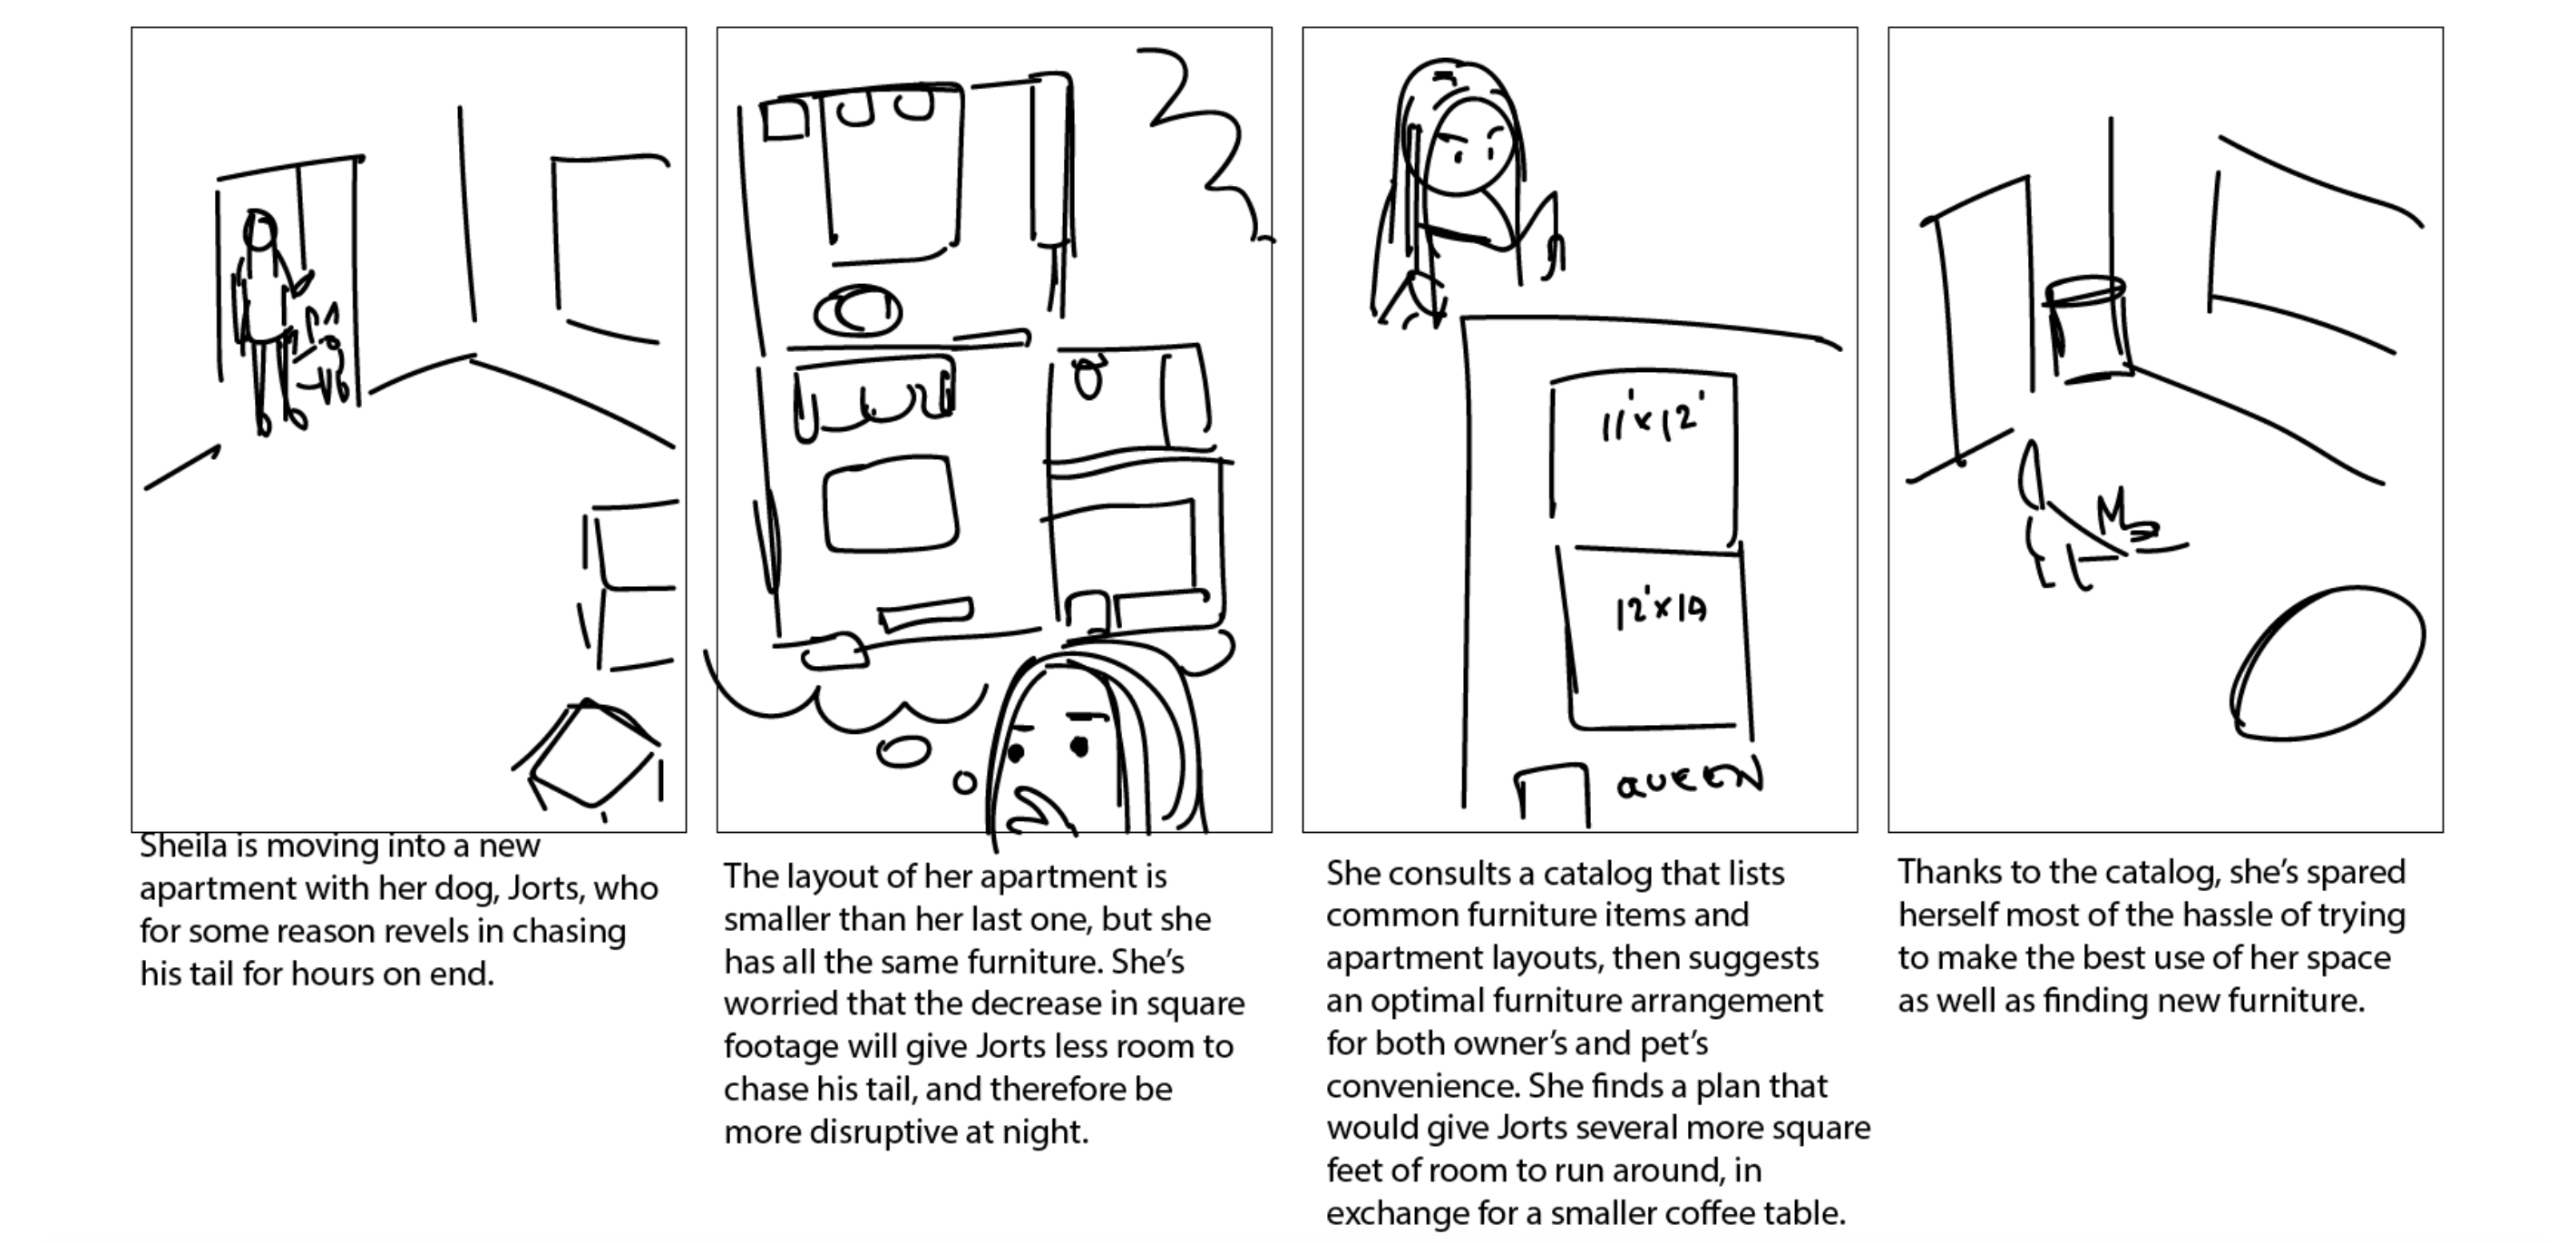 11'x12'
12'x19
QUEEN
Sheila is moving into a new
apartment with her dog, Jorts, who
for some reason revels in chasing
his tail for hours on end.
The layout of her apartment is
smaller than her last one, but she
has all the same furniture. She's
worried that the decrease in square
footage will give Jorts less room to
chase his tail, and therefore be
more disruptive at night.
She consults a catalog that lists
common furniture items and
apartment layouts, then suggests
an optimal furniture arrangement
for both owner's and pet's
convenience. She finds a plan that
would give Jorts several more square
feet of room to run around, in
exchange for a smaller coffee table.
Thanks to the catalog, she's spared
herself most of the hassle of trying
to make the best use of her space
as well as finding new furniture.